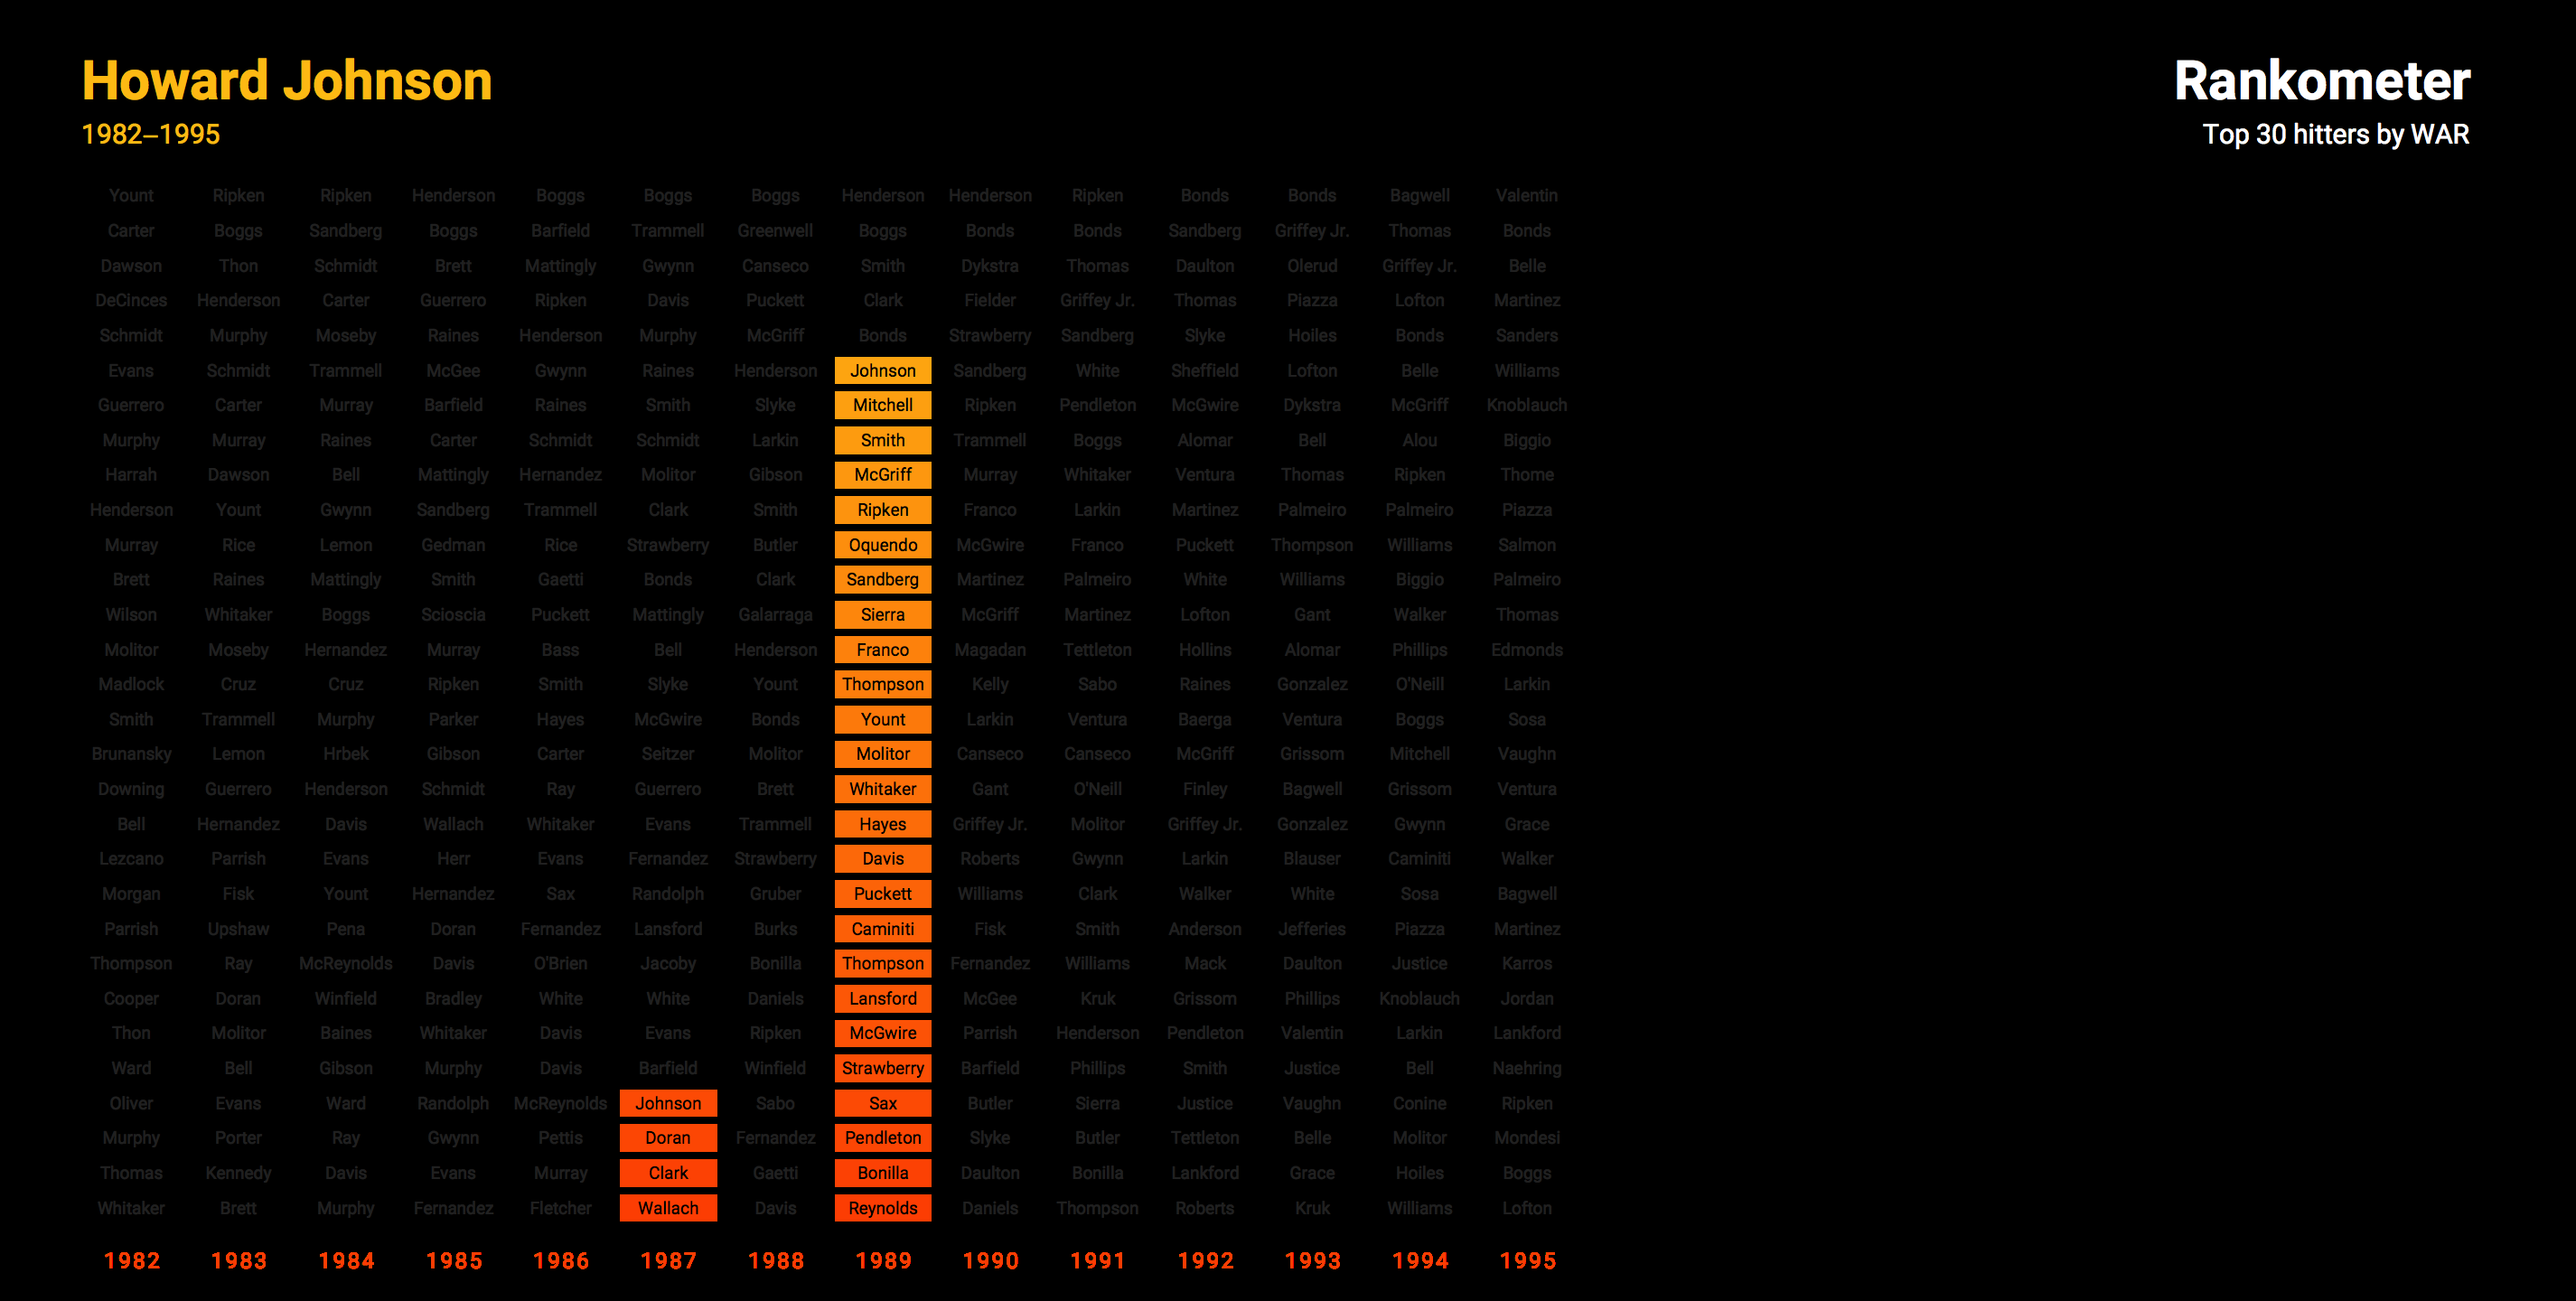 Howard Johnson
1982–1995
Rankometer
Top 30 hitters by WAR
Yount Ripken Ripken Henderson Boggs Boggs Boggs Henderson Henderson Ripken Bonds Bonds Bagwell Valentin
Carter Boggs Sandberg Boggs Barfield Trammell Greenwell Boggs Bonds Bonds Sandberg Griffey Jr. Thomas Bonds
Dawson Thon Schmidt Brett Mattingly Gwynn Canseco Smith Dykstra Thomas Daulton Olerud Griffey Jr. Belle
DeCinces Henderson Carter Guerrero Ripken Davis Puckett Clark Fielder Griffey Jr. Thomas Piazza Lofton Martinez
Schmidt Murphy Moseby Raines Henderson Murphy McGriff Bonds Strawberry Sandberg Slyke Hoiles Bonds Sanders
Evans Schmidt Trammell McGee Gwynn Raines Henderson Johnson Sandberg White Sheffield Lofton Belle Williams
Guerrero Carter Murray Barfield Raines Smith Slyke Mitchell Ripken Pendleton McGwire Dykstra McGriff Knoblauch
Murphy Murray Raines Carter Schmidt Schmidt Larkin Smith Trammell Boggs Alomar Bell Alou Biggio
Harrah Dawson Bell Mattingly Hernandez Molitor Gibson McGriff Murray Whitaker Ventura Thomas Ripken Thome
Henderson Yount Gwynn Sandberg Trammell Clark Smith Ripken Franco Larkin Martinez Palmeiro Palmeiro Piazza
Murray Rice Lemon Gedman Rice Strawberry Butler Oquendo McGwire Franco Puckett Thompson Williams Salmon
Brett Raines Mattingly Smith Gaetti Bonds Clark Sandberg Martinez Palmeiro White Williams Biggio Palmeiro
Wilson Whitaker Boggs Scioscia Puckett Mattingly Galarraga Sierra McGriff Martinez Lofton Gant Walker Thomas
Molitor Moseby Hernandez Murray Bass Bell Henderson Franco Magadan Tettleton Hollins Alomar Phillips Edmonds
Madlock Cruz Cruz Ripken Smith Slyke Yount Thompson Kelly Sabo Raines Gonzalez O'Neill Larkin
Smith Trammell Murphy Parker Hayes McGwire Bonds Yount Larkin Ventura Baerga Ventura Boggs Sosa
Brunansky Lemon Hrbek Gibson Carter Seitzer Molitor Molitor Canseco Canseco McGriff Grissom Mitchell Vaughn
Downing Guerrero Henderson Schmidt Ray Guerrero Brett Whitaker Gant O'Neill Finley Bagwell Grissom Ventura
Bell Hernandez Davis Wallach Whitaker Evans Trammell Hayes Griffey Jr. Molitor Griffey Jr. Gonzalez Gwynn Grace
Lezcano Parrish Evans Herr Evans Fernandez Strawberry Davis Roberts Gwynn Larkin Blauser Caminiti Walker
Morgan Fisk Yount Hernandez Sax Randolph Gruber Puckett Williams Clark Walker White Sosa Bagwell
Parrish Upshaw Pena Doran Fernandez Lansford Burks Caminiti Fisk Smith Anderson Jefferies Piazza Martinez
Thompson Ray McReynolds Davis O'Brien Jacoby Bonilla Thompson Fernandez Williams Mack Daulton Justice Karros
Cooper Doran Winfield Bradley White White Daniels Lansford McGee Kruk Grissom Phillips Knoblauch Jordan
Thon Molitor Baines Whitaker Davis Evans Ripken McGwire Parrish Henderson Pendleton Valentin Larkin Lankford
Ward Bell Gibson Murphy Davis Barfield Winfield Strawberry Barfield Phillips Smith Justice Bell Naehring
Oliver Evans Ward Randolph McReynolds Johnson Sabo Sax Butler Sierra Justice Vaughn Conine Ripken
Murphy Porter Ray Gwynn Pettis Doran Fernandez Pendleton Slyke Butler Tettleton Belle Molitor Mondesi
Thomas Kennedy Davis Evans Murray Clark Gaetti Bonilla Daulton Bonilla Lankford Grace Hoiles Boggs
Whitaker Brett Murphy Fernandez Fletcher Wallach Davis Reynolds Daniels Thompson Roberts Kruk Williams Lofton
1982 1983 1984 1985 1986 1987 1988 1989 1990 1991 1992 1993 1994 1995